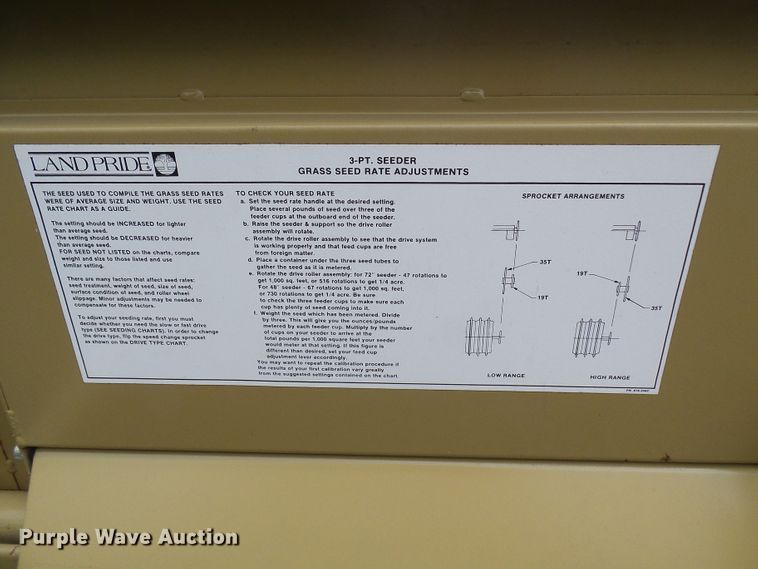 LAND PRIDE
3-PT. SEEDER
GRASS SEED RATE ADJUSTMENTS
THE SEED USED TO COMPILE THE GRASS SEED RATES
WERE OF AVERAGE SIZE AND WEIGHT. USE THE SEED
RATE CHART AS A GUIDE.
The setting should be INCREASED for lighter
than average seed.
The setting should be DECREASED for heavier
than average seed.
FOR SEED NOT LISTED on the charts, compare
weight and size to those listed and use
similar setting.
There are many factors that affect seed rates:
seed treatment, weight of seed, size of seed,
surface condition of seed, and roller wheel
slippage. Minor adjustments may be needed to
compensate for these factors.
To adjust your seeding rate, first you must
decide whether you need the slow or fast drive
type (SEE SEEDING CHARTS). In order to change
the drive type, flip the speed change sprocket
as shown on the DRIVE TYPE CHART.
TO CHECK YOUR SEED RATE
a. Set the seed rate handle at the desired setting.
Place several pounds of seed over three of the
feeder cups at the outboard end of the seeder.
b. Raise the seeder & support so the drive roller
assembly will rotate.
c. Rotate the drive roller assembly to see that the drive system
is working properly and that feed cups are free
from foreign matter.
d. Place a container under the three seed tubes to
gather the seed as it is metered.
e. Rotate the drive roller assembly: for 72" seeder - 47 rotations to
get 1,000 sq. feet, or 516 rotations to get 1/4 acre.
For 48" seeder - 67 rotations to get 1,000 sq. feet,
or 730 rotations to get 1/4 acre. Be sure
to check the three feeder cups to make sure each
cup has plenty of seed coming into it.
f. Weight the seed which has been metered. Divide
by three. This will give you the ounces/pounds
metered by each feeder cup. Multiply by the number
of cups on your seeder to arrive at the
total pounds per 1,000 square feet your seeder
would meter at that setting. If this figure is
different than desired, set your feed cup
adjustment lever accordingly.
You may want to repeat the calibration procedure if
the results of your first calibration vary greatly
from the suggested settings contained on the chart.
SPROCKET ARRANGEMENTS
35T
19T
LOW RANGE
19T
35T
HIGH RANGE
Purple Wave Auction